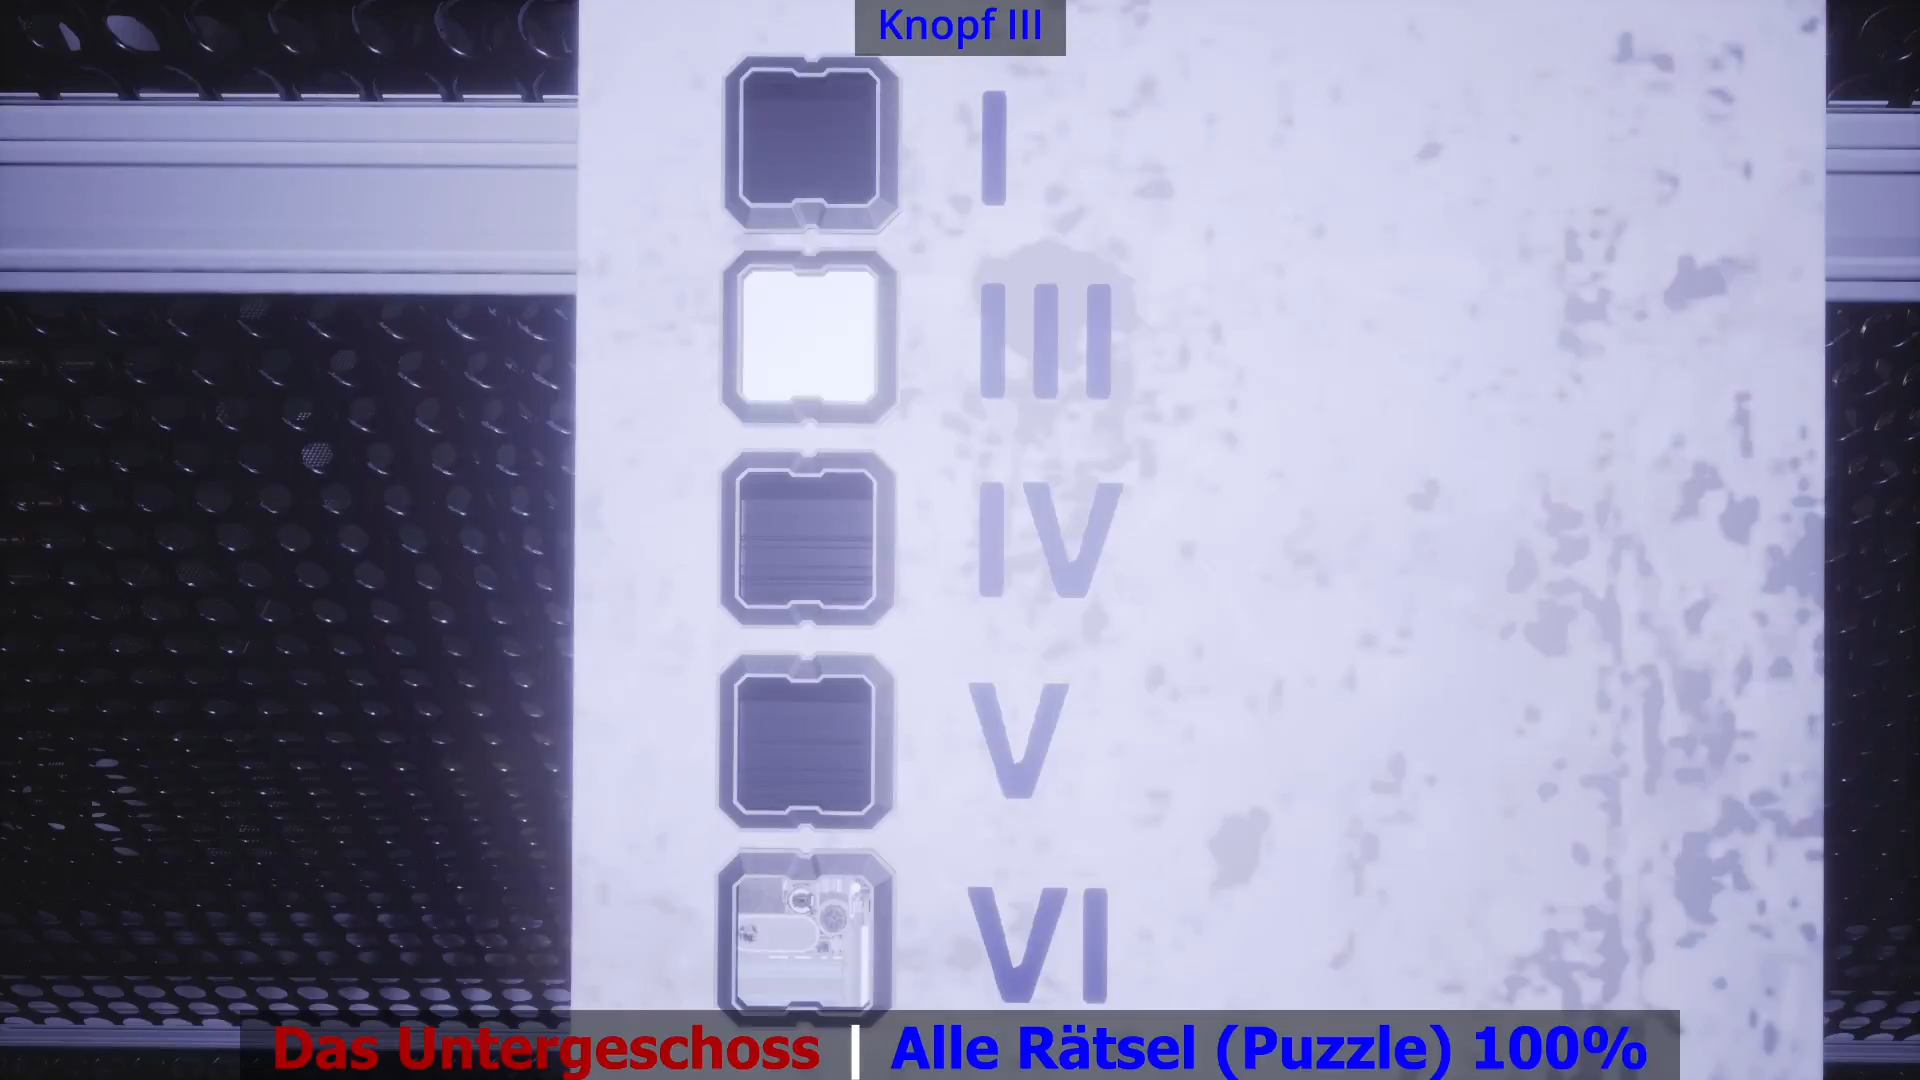 Knopf III
I
III
IV
V
VI
Das Untergeschoss | Alle Rätsel (Puzzle) 100%